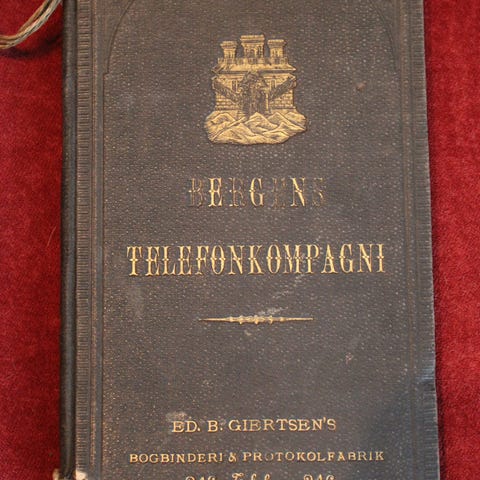 BERGENS
TELEFONKOMPAGNI
ED. B. GIERTSEN'S
BOGBINDERI & PROTOKOLFABRIK